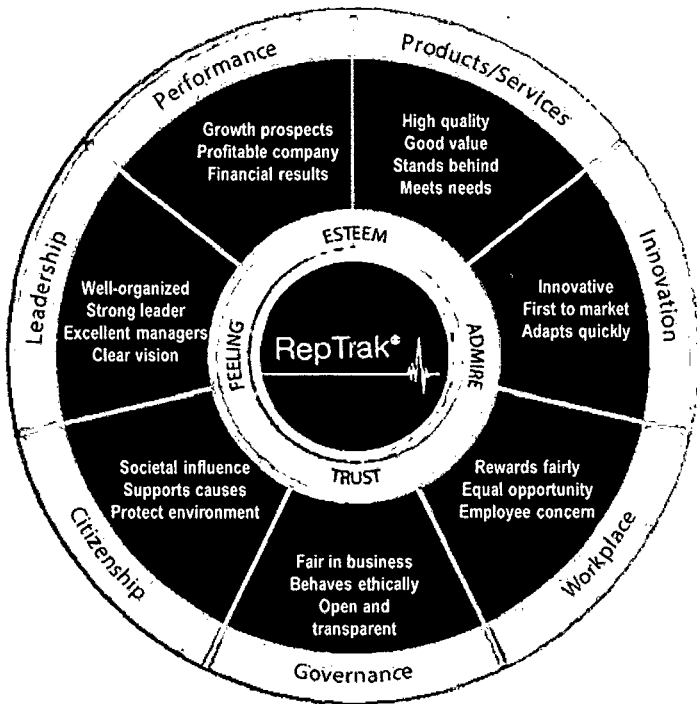 Performance
Growth prospects
Profitable company
Financial results
Products/Services
High quality
Good value
Stands behind
Meets needs
Innovation
Innovative
First to market
Adapts quickly
Workplace
Rewards fairly
Equal opportunity
Employee concern
Governance
Fair in business
Behaves ethically
Open and
transparent
Citizenship
Societal influence
Supports causes
Protect environment
Leadership
Well-organized
Strong leader
Excellent managers
Clear vision
ESTEEM
ADMIRE
TRUST
FEELING
RepTrak®